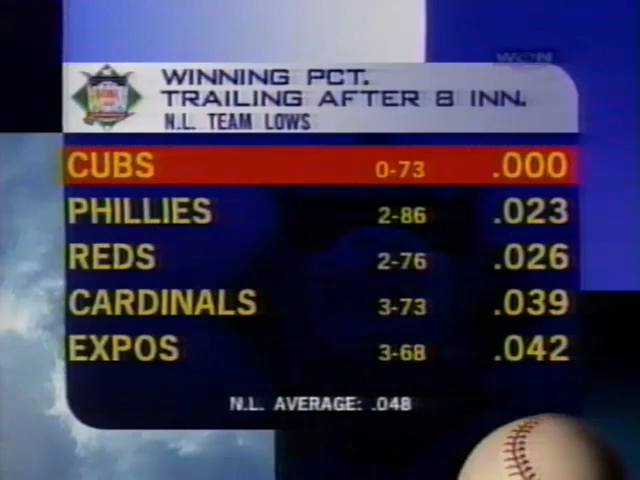 WGN
WINNING PCT.
TRAILING AFTER 8 INN.
N.L. TEAM LOWS
CUBS 0-73 .000
PHILLIES 2-86 .023
REDS 2-76 .026
CARDINALS 3-73 .039
EXPOS 3-68 .042
N.L. AVERAGE: .048